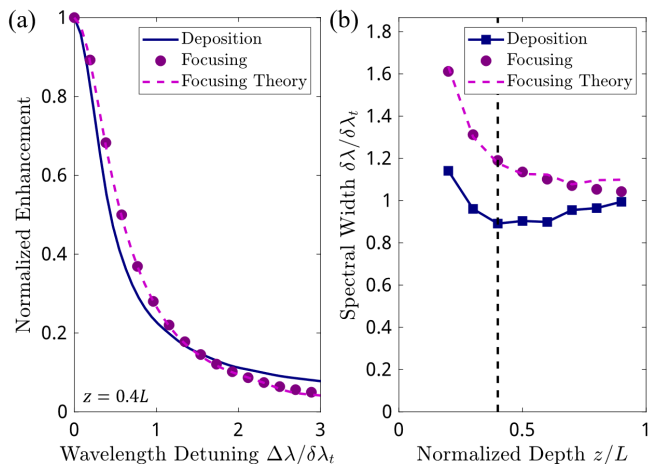 (a)
1
0.8
0.6
0.4
0.2
0
Normalized Enhancement
Deposition
Focusing
Focusing Theory
z = 0.4L
0 1 2 3
Wavelength Detuning Δλ/δλ_t
(b)
1.8
1.6
1.4
1.2
1
0.8
0.6
0.4
0.2
0
Spectral Width δλ/δλ_t
Deposition
Focusing
Focusing Theory
0 0.5 1
Normalized Depth z/L